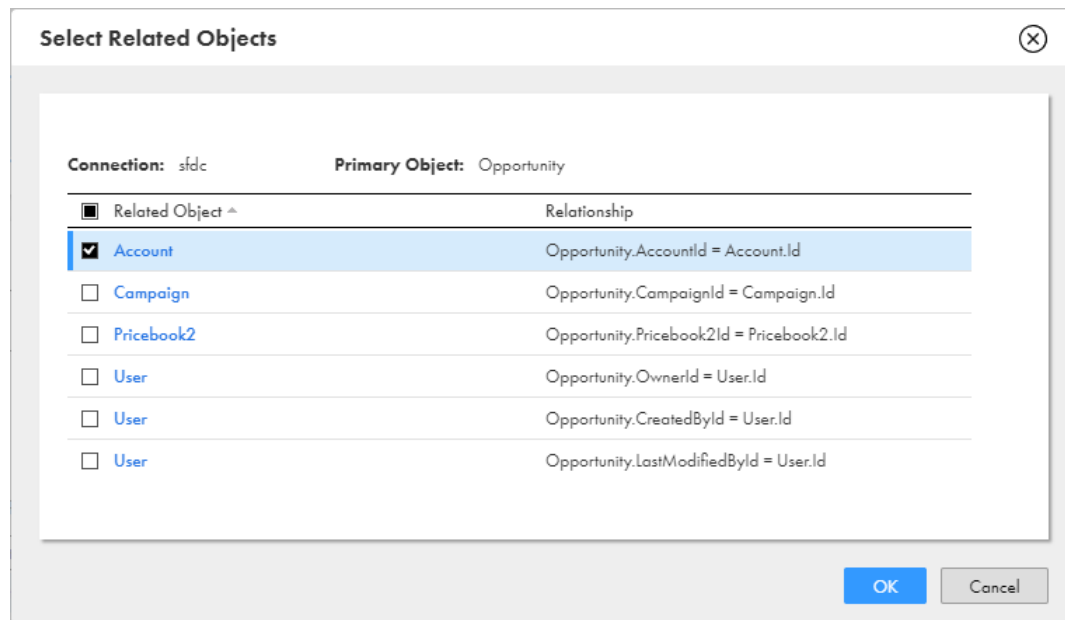 Select Related Objects
Connection: sfdc Primary Object: Opportunity
Related Object Relationship
Account Opportunity.AccountId = Account.Id
Campaign Opportunity.CampaignId = Campaign.Id
Pricebook2 Opportunity.Pricebook2Id = Pricebook2.Id
User Opportunity.OwnerId = User.Id
User Opportunity.CreatedById = User.Id
User Opportunity.LastModifiedById = User.Id
OK Cancel